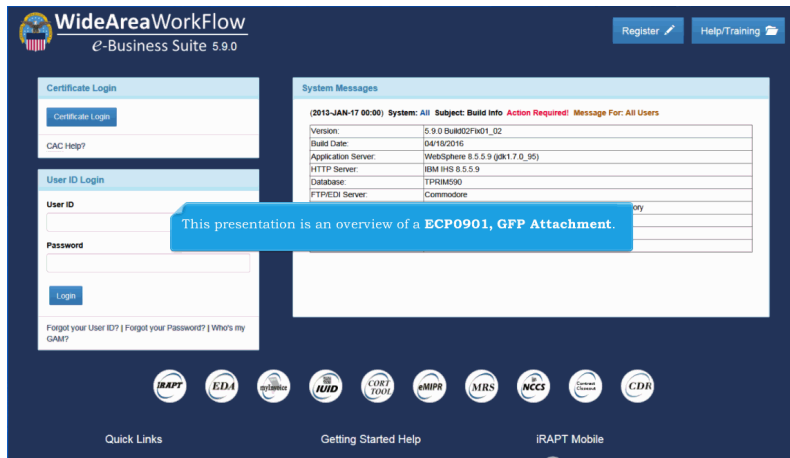 WideAreaWorkFlow
e-Business Suite 5.9.0
Register
Help/Training
Certificate Login
Certificate Login
CAC Help?
User ID Login
User ID
Password
Login
Forgot your User ID? | Forgot your Password? | Who's my
GAM?
System Messages
(2013-JAN-17 00:00) System: All Subject: Build Info Action Required! Message For: All Users
Version: 5.9.0 Build02Fix01_02
Build Date: 04/18/2016
Application Server: WebSphere 8.5.5.9 (jdk1.7.0_95)
HTTP Server: IBM IHS 8.5.5.9
Database: TPRIM590
FTP/EDI Server: Commodore
ory
This presentation is an overview of a ECP0901, GFP Attachment.
iRAPT
EDA
myInvoice
IUID
CORT
TOOL
eMIPR
MRS
NCCS
Contract
Closeout
CDR
Quick Links
Getting Started Help
iRAPT Mobile